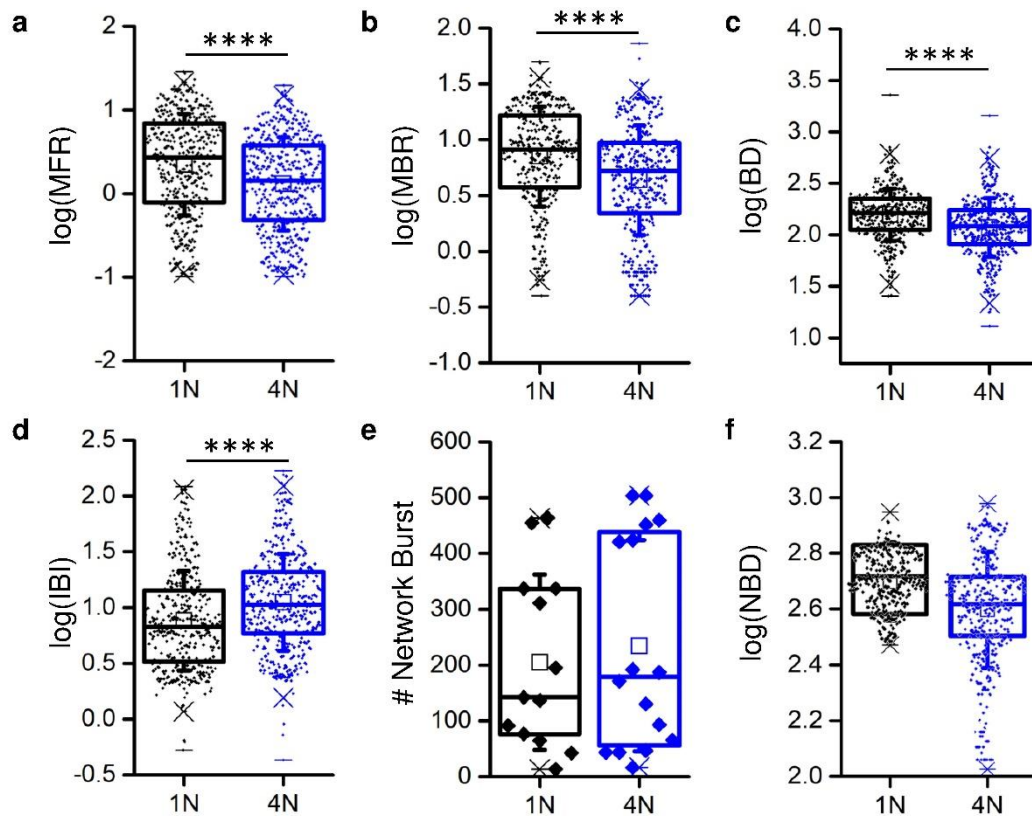 a
****
log(MFR)
2
1
0
-1
-2
1N
4N
b
****
log(MBR)
2.0
1.5
1.0
0.5
0.0
-0.5
-1.0
1N
4N
c
****
log(BD)
4.0
3.5
3.0
2.5
2.0
1.5
1.0
1N
4N
d
****
log(IBI)
2.5
2.0
1.5
1.0
0.5
0.0
-0.5
1N
4N
e
# Network Burst
600
500
400
300
200
100
0
1N
4N
f
log(NBD)
3.2
3.0
2.8
2.6
2.4
2.2
2.0
1N
4N